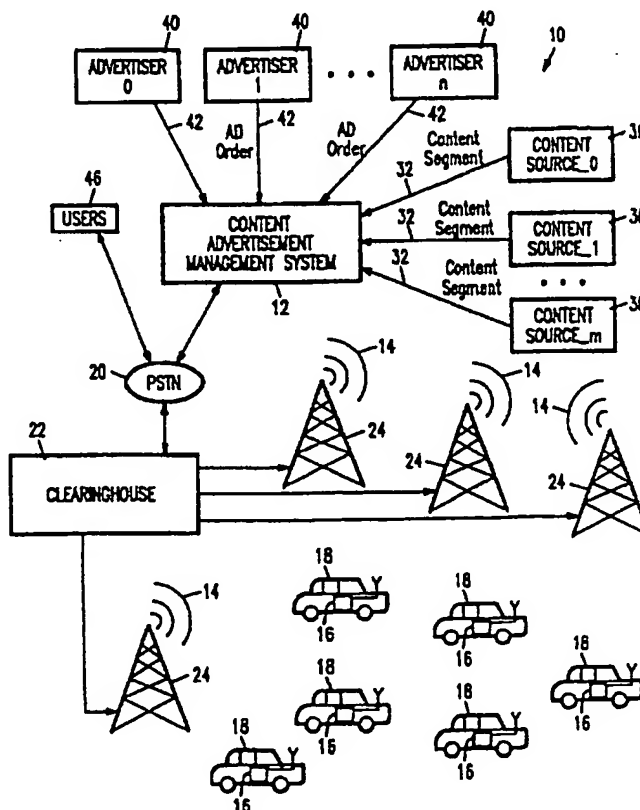 40
40
40
10
ADVERTISER
0
ADVERTISER
1
• • •
ADVERTISER
n
42
AD
Order
42
AD
Order
42
Content
Segment
32
CONTENT
SOURCE_0
46
USERS
CONTENT
ADVERTISEMENT
MANAGEMENT SYSTEM
12
32
Content
Segment
CONTENT
SOURCE_1
32
Content
Segment
• • •
CONTENT
SOURCE_m
20
PSTN
14
14
14
24
24
24
22
CLEARINGHOUSE
14
24
18
16
18
16
18
16
18
16
18
16
18
16